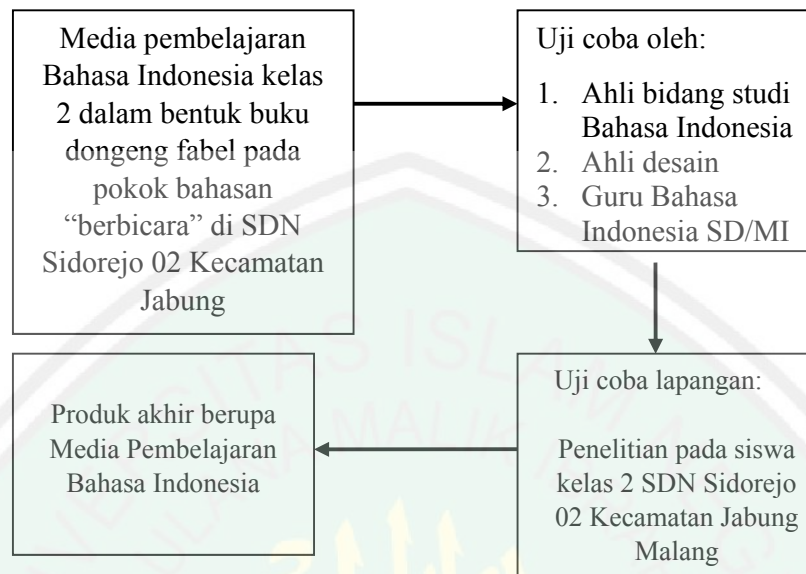 Media pembelajaran
Bahasa Indonesia kelas
2 dalam bentuk buku
dongeng fabel pada
pokok bahasan
“berbicara” di SDN
Sidorejo 02 Kecamatan
Jabung
Uji coba oleh:
1. Ahli bidang studi
Bahasa Indonesia
2. Ahli desain
3. Guru Bahasa
Indonesia SD/MI
Uji coba lapangan:
Penelitian pada siswa
kelas 2 SDN Sidorejo
02 Kecamatan Jabung
Malang
Produk akhir berupa
Media Pembelajaran
Bahasa Indonesia